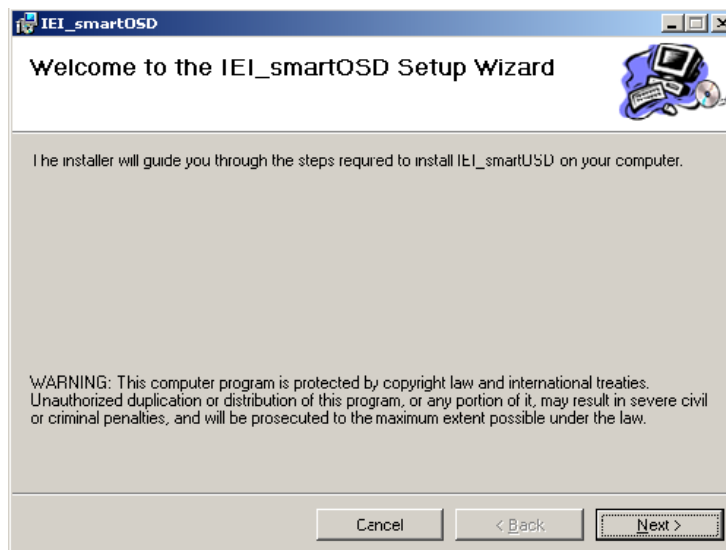 IEI_smartOSD
Welcome to the IEI_smartOSD Setup Wizard
The installer will guide you through the steps required to install IEI_smartOSD on your computer.
WARNING: This computer program is protected by copyright law and international treaties.
Unauthorized duplication or distribution of this program, or any portion of it, may result in severe civil
or criminal penalties, and will be prosecuted to the maximum extent possible under the law.
Cancel
< Back
Next >